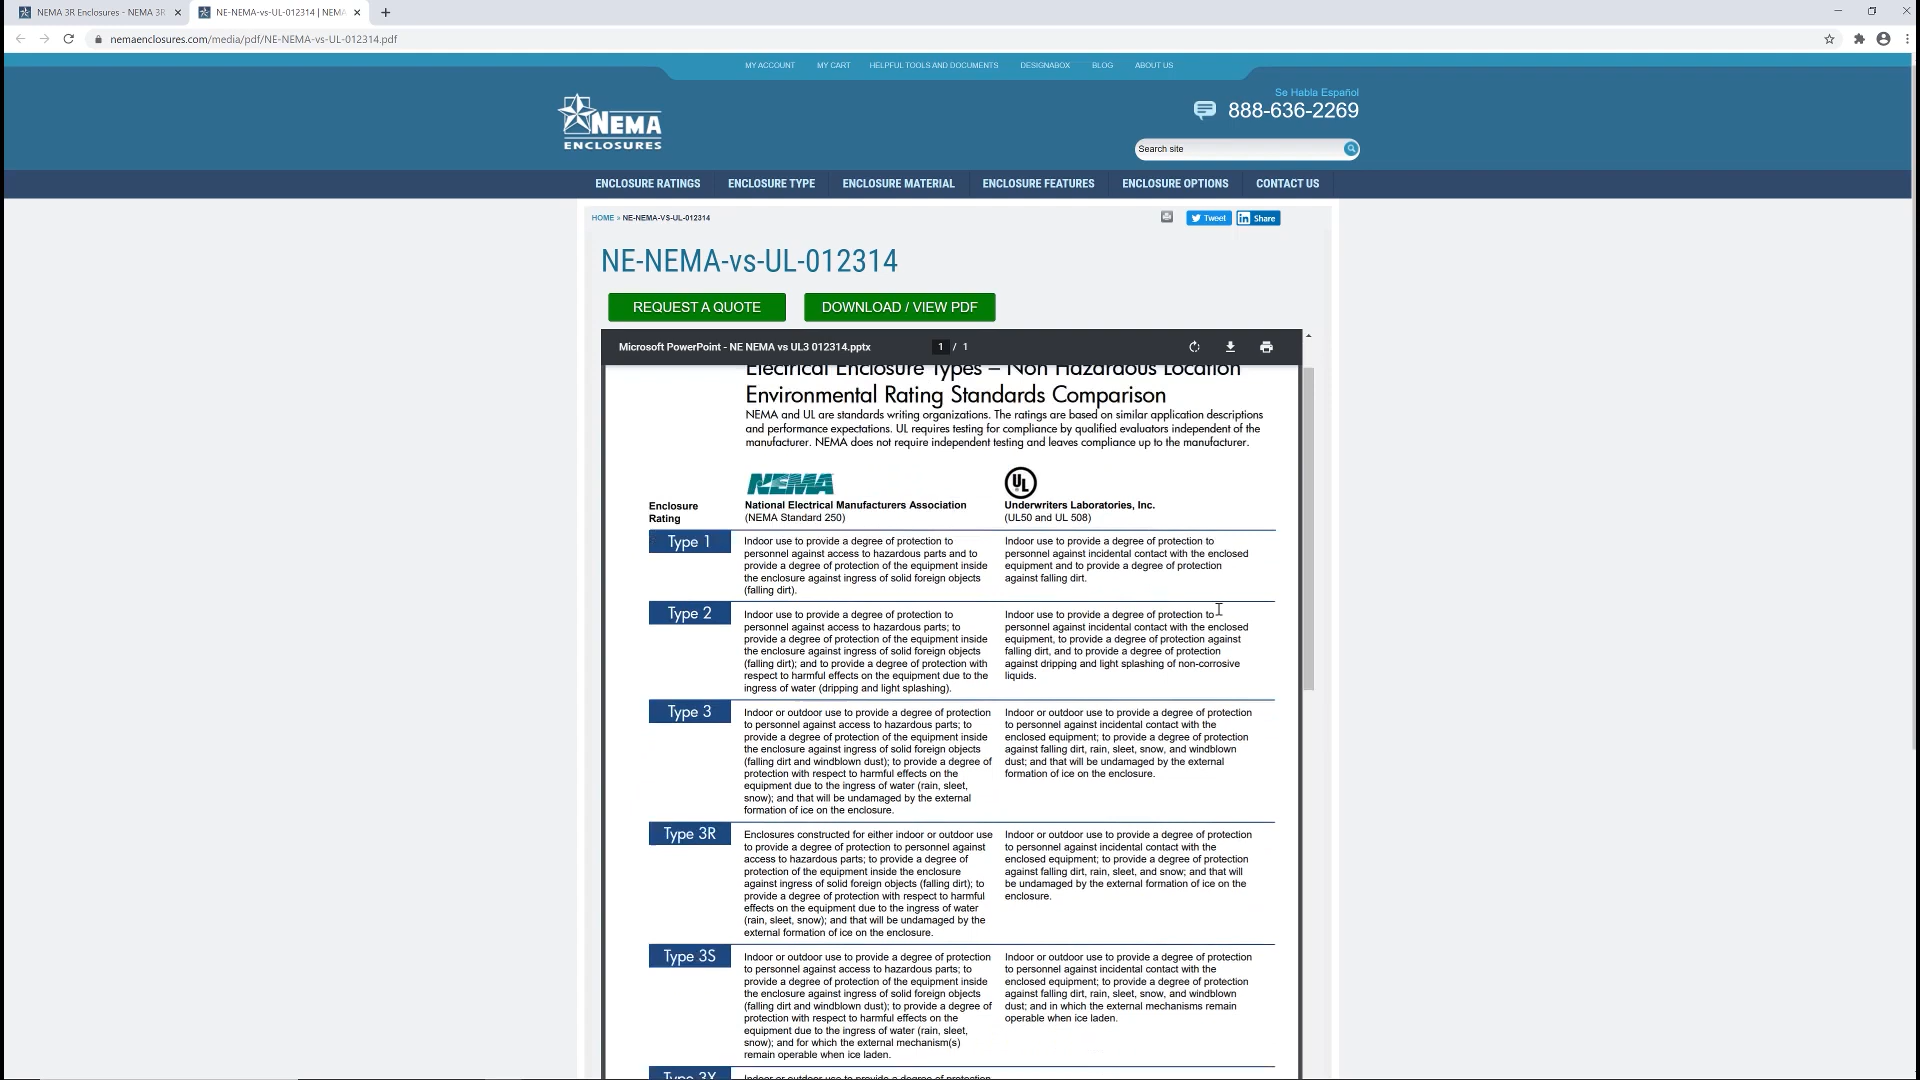 NEMA 3R Enclosures - NEMA 3R
NE-NEMA-vs-UL-012314 | NEMA
nemaenclosures.com/media/pdf/NE-NEMA-vs-UL-012314.pdf
MY ACCOUNT MY CART HELPFUL TOOLS AND DOCUMENTS DESIGNABOX BLOG ABOUT US
Se Habla Español
888-636-2269
NEMA
ENCLOSURES
Search site
ENCLOSURE RATINGS ENCLOSURE TYPE ENCLOSURE MATERIAL ENCLOSURE FEATURES ENCLOSURE OPTIONS CONTACT US
HOME » NE-NEMA-VS-UL-012314
Tweet
in Share
NE-NEMA-vs-UL-012314
REQUEST A QUOTE
DOWNLOAD / VIEW PDF
Microsoft PowerPoint - NE NEMA vs UL3 012314.pptx
1 / 1
Electrical Enclosure Types – Non Hazardous Location
Environmental Rating Standards Comparison
NEMA and UL are standards writing organizations. The ratings are based on similar application descriptions
and performance expectations. UL requires testing for compliance by qualified evaluators independent of the
manufacturer. NEMA does not require independent testing and leaves compliance up to the manufacturer.
Enclosure
Rating
NEMA
National Electrical Manufacturers Association
(NEMA Standard 250)
UL
Underwriters Laboratories, Inc.
(UL50 and UL 508)
Type 1
Indoor use to provide a degree of protection to
personnel against access to hazardous parts and to
provide a degree of protection of the equipment inside
the enclosure against ingress of solid foreign objects
(falling dirt).
Indoor use to provide a degree of protection to
personnel against incidental contact with the enclosed
equipment and to provide a degree of protection
against falling dirt.
Type 2
Indoor use to provide a degree of protection to
personnel against access to hazardous parts; to
provide a degree of protection of the equipment inside
the enclosure against ingress of solid foreign objects
(falling dirt); and to provide a degree of protection with
respect to harmful effects on the equipment due to the
ingress of water (dripping and light splashing).
Indoor use to provide a degree of protection to
personnel against incidental contact with the enclosed
equipment, to provide a degree of protection against
falling dirt, and to provide a degree of protection
against dripping and light splashing of non-corrosive
liquids.
Type 3
Indoor or outdoor use to provide a degree of protection
to personnel against access to hazardous parts; to
provide a degree of protection of the equipment inside
the enclosure against ingress of solid foreign objects
(falling dirt and windblown dust); to provide a degree of
protection with respect to harmful effects on the
equipment due to the ingress of water (rain, sleet,
snow); and that will be undamaged by the external
formation of ice on the enclosure.
Indoor or outdoor use to provide a degree of protection
to personnel against incidental contact with the
enclosed equipment; to provide a degree of protection
against falling dirt, rain, sleet, snow, and windblown
dust; and that will be undamaged by the external
formation of ice on the enclosure.
Type 3R
Enclosures constructed for either indoor or outdoor use
to provide a degree of protection to personnel against
access to hazardous parts; to provide a degree of
protection of the equipment inside the enclosure
against ingress of solid foreign objects (falling dirt); to
provide a degree of protection with respect to harmful
effects on the equipment due to the ingress of water
(rain, sleet, snow); and that will be undamaged by the
external formation of ice on the enclosure.
Indoor or outdoor use to provide a degree of protection
to personnel against incidental contact with the
enclosed equipment; to provide a degree of protection
against falling dirt, rain, sleet, and snow; and that will
be undamaged by the external formation of ice on the
enclosure.
Type 3S
Indoor or outdoor use to provide a degree of protection
to personnel against access to hazardous parts; to
provide a degree of protection of the equipment inside
the enclosure against ingress of solid foreign objects
(falling dirt and windblown dust); to provide a degree of
protection with respect to harmful effects on the
equipment due to the ingress of water (rain, sleet,
snow); and for which the external mechanism(s)
remain operable when ice laden.
Indoor or outdoor use to provide a degree of protection
to personnel against incidental contact with the
enclosed equipment; to provide a degree of protection
against falling dirt, rain, sleet, snow, and windblown
dust; and in which the external mechanisms remain
operable when ice laden.
Type 3X
Indoor or outdoor use to provide a degree of protection